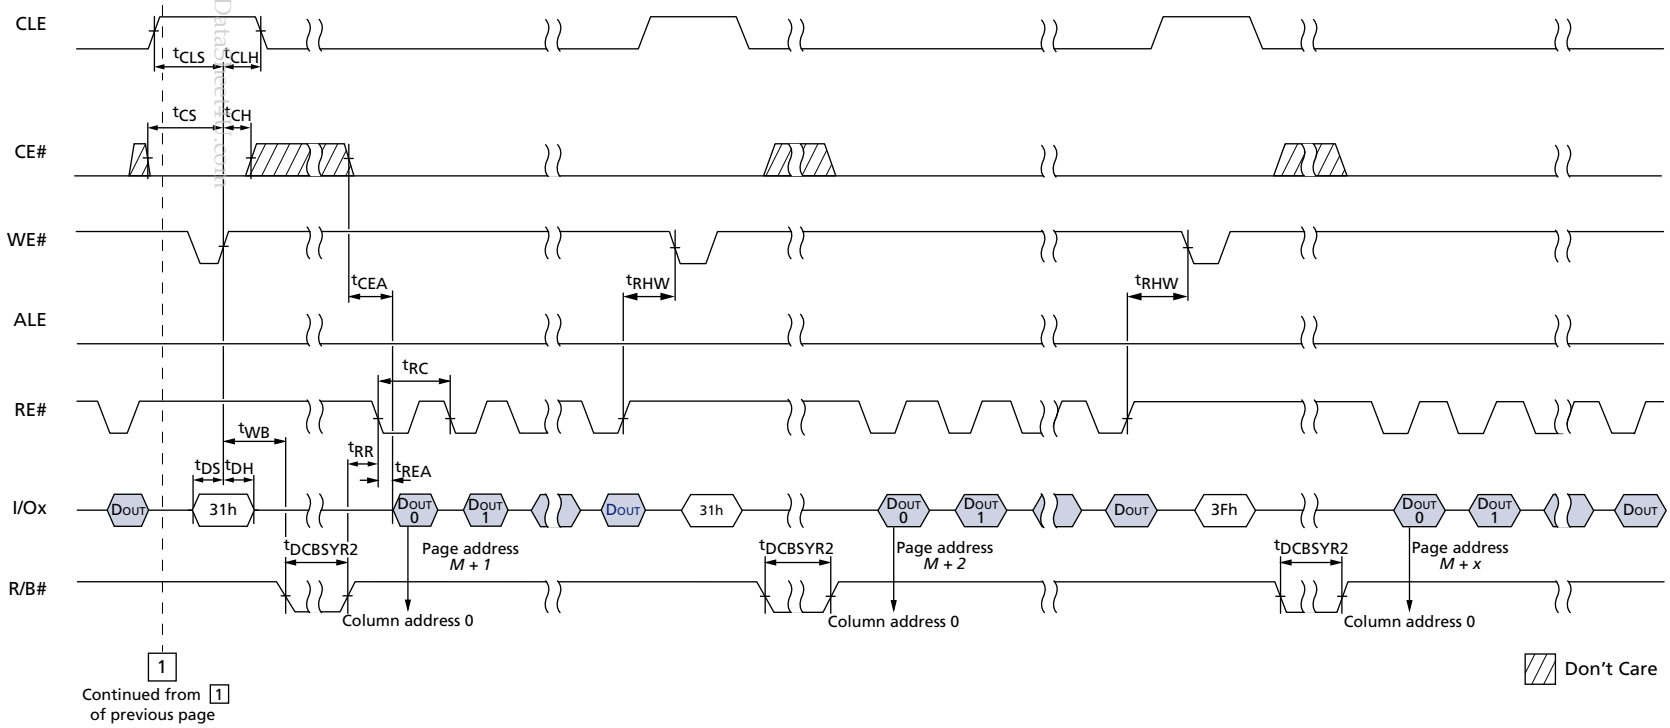 CLE
tCLS tCLH
DataSheet4U.com
tCS tCH
CE#
WE#
tCEA
tRHW
tRHW
ALE
tRC
RE#
tWB
tRR
tREA
tDS tDH
I/Ox
DOUT
31h
DOUT 0
DOUT 1
DOUT
31h
DOUT 0
DOUT 1
DOUT
3Fh
DOUT 0
DOUT 1
DOUT
tDCBSYR2
Page address
M + 1
tDCBSYR2
Page address
M + 2
tDCBSYR2
Page address
M + x
R/B#
Column address 0
Column address 0
Column address 0
1
Don't Care
Continued from 1
of previous page